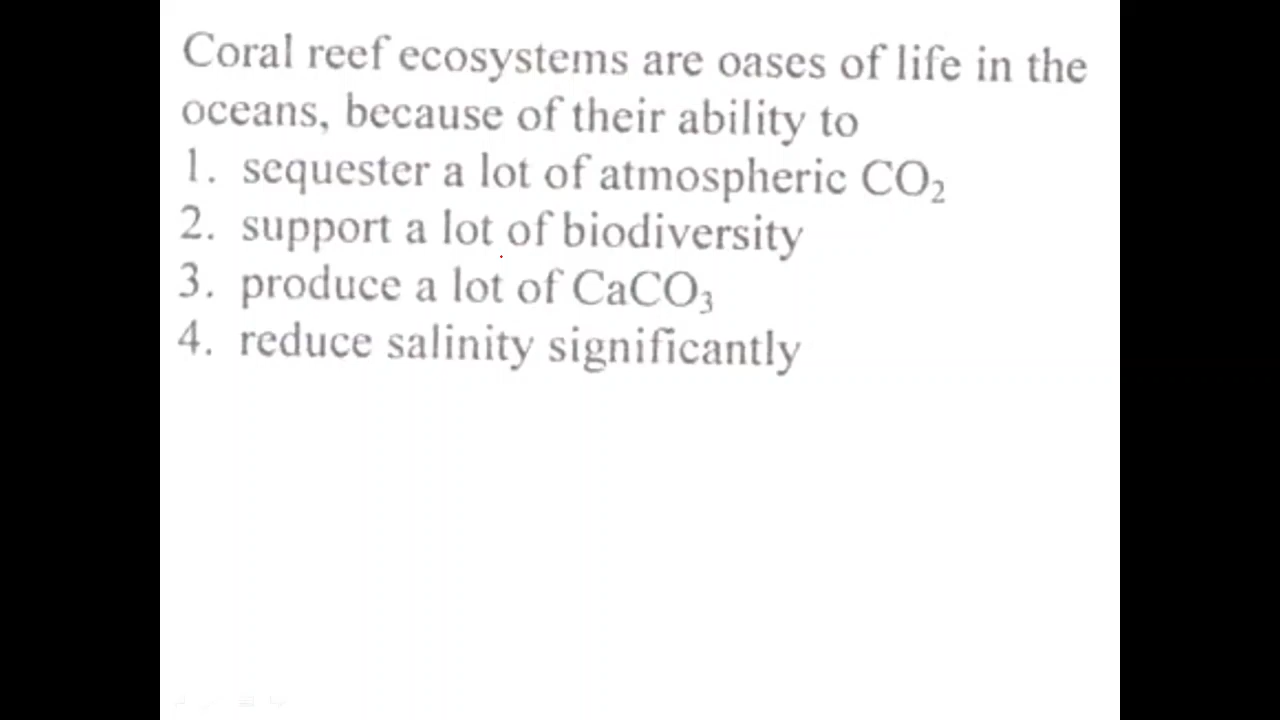 Coral reef ecosystems are oases of life in the
oceans, because of their ability to
1. sequester a lot of atmospheric CO₂
2. support a lot of biodiversity
3. produce a lot of CaCO₃
4. reduce salinity significantly